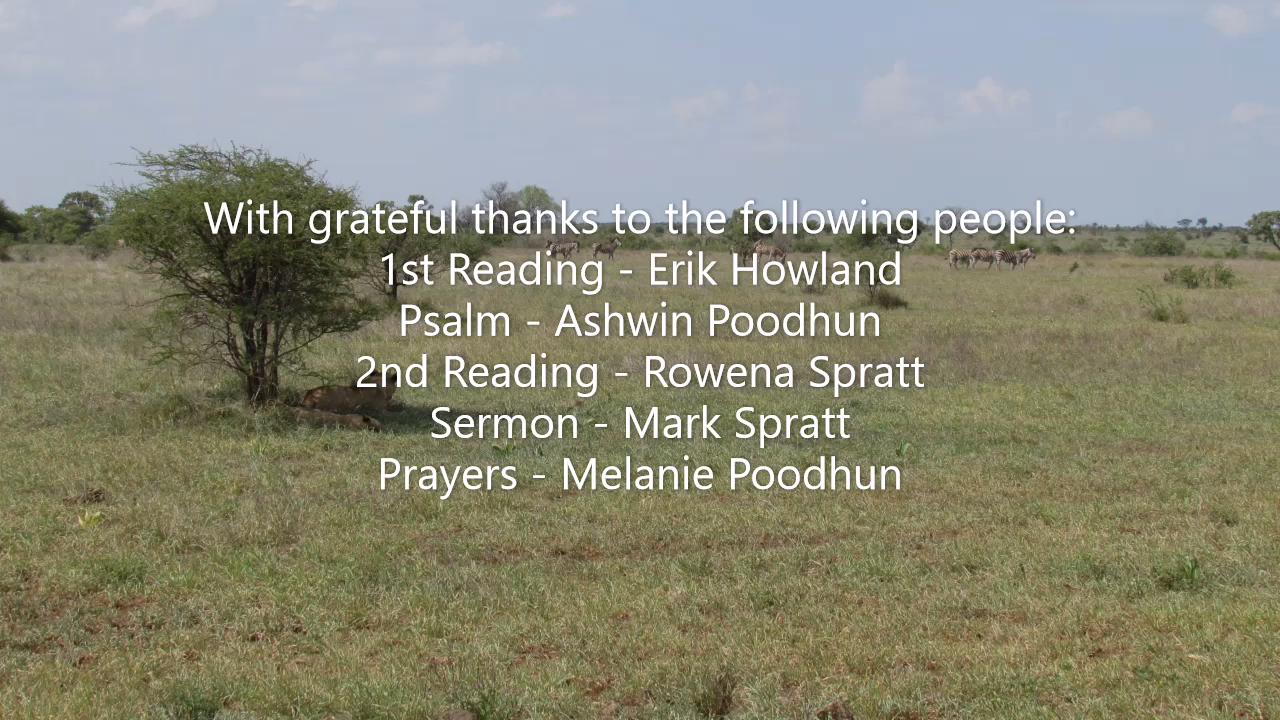 With grateful thanks to the following people:
1st Reading - Erik Howland
Psalm - Ashwin Poodhun
2nd Reading - Rowena Spratt
Sermon - Mark Spratt
Prayers - Melanie Poodhun